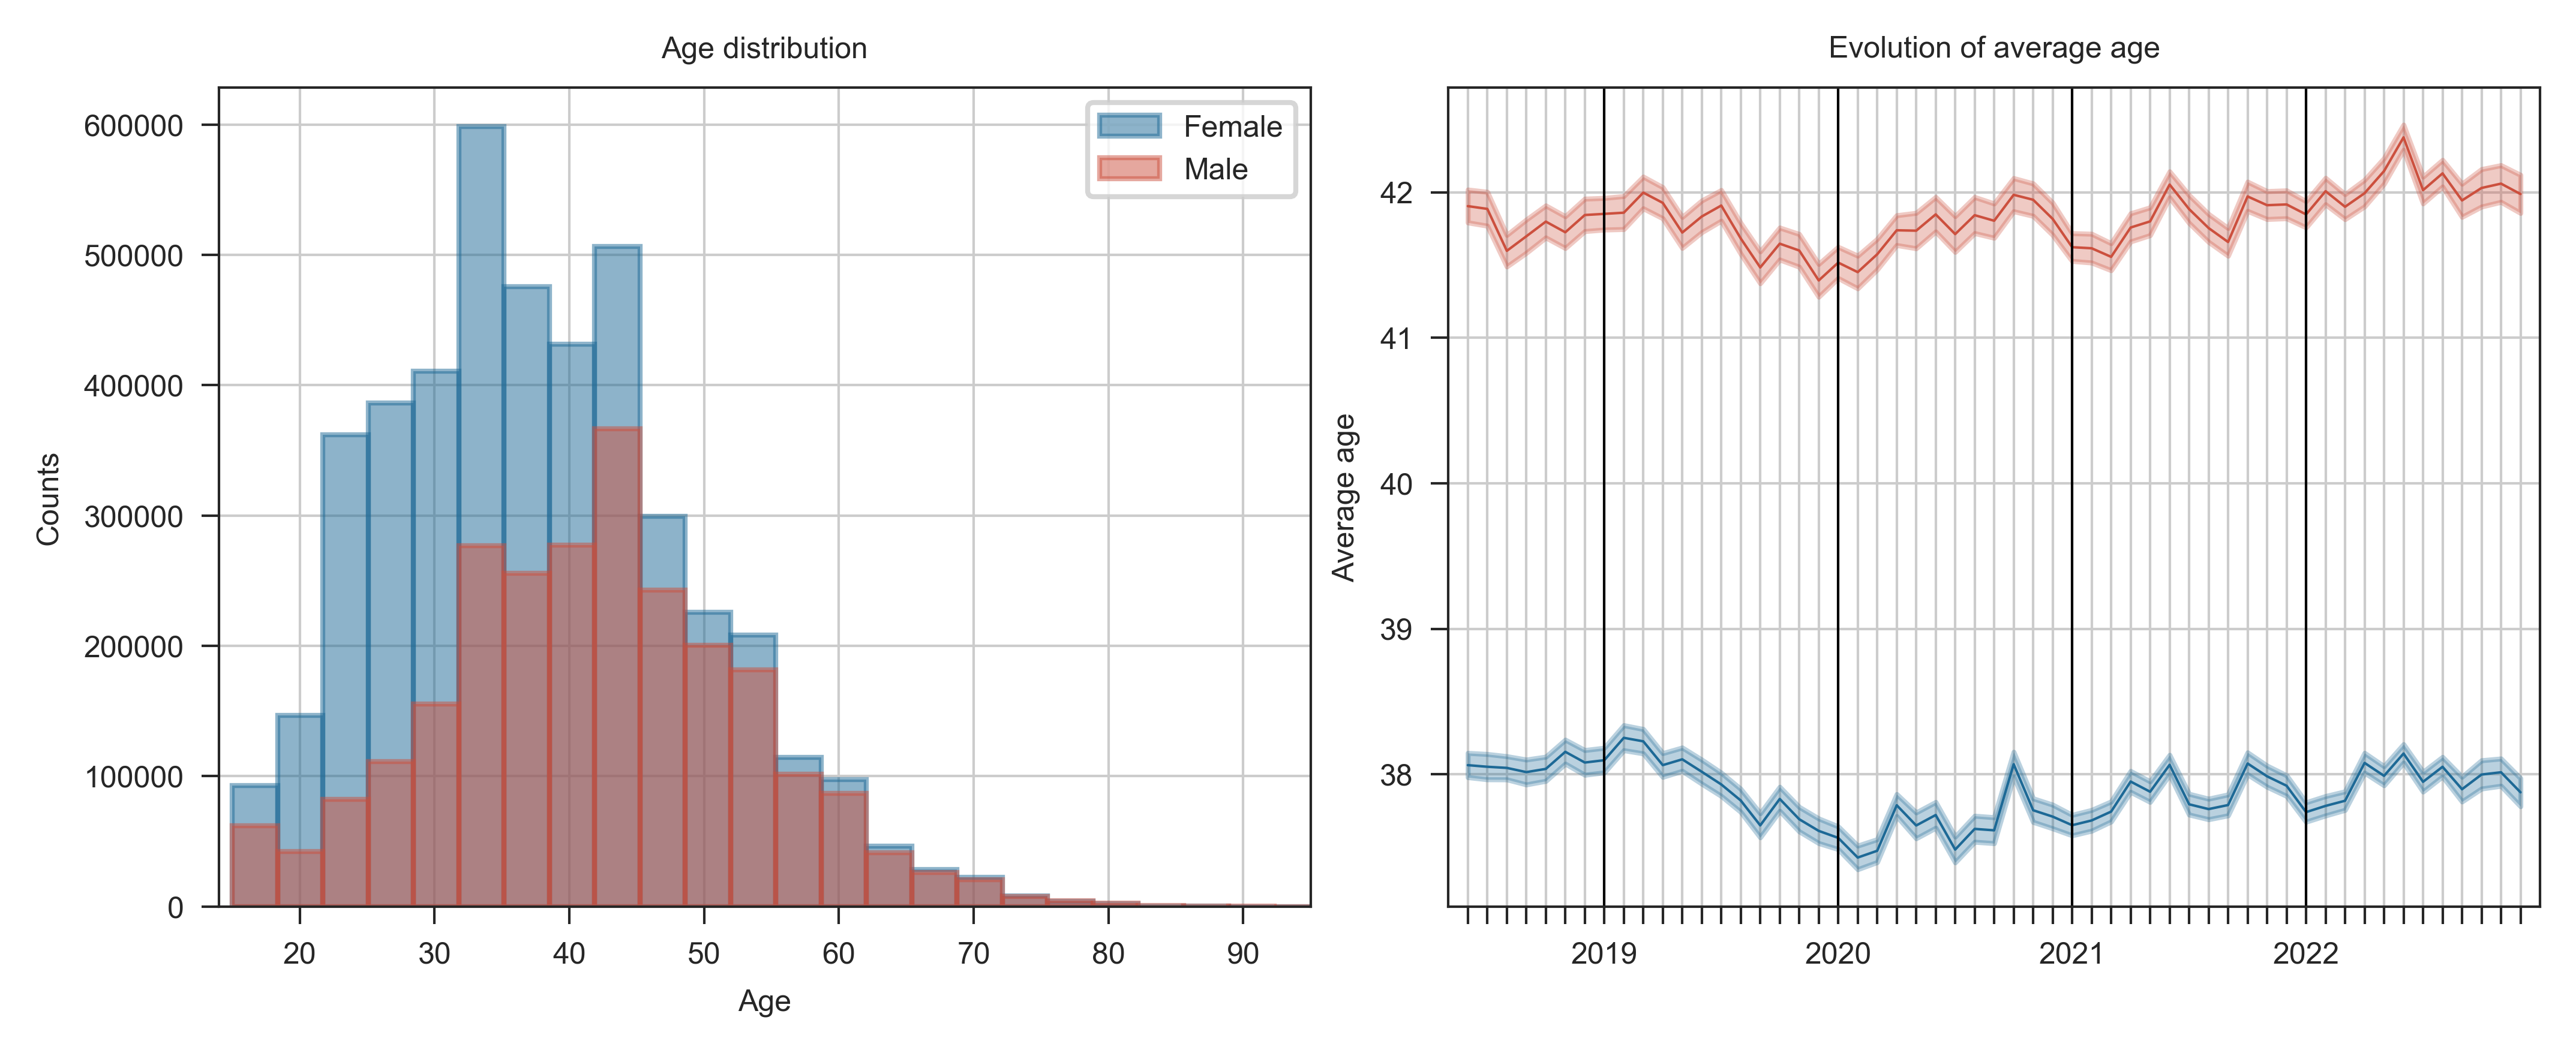 Age distribution
600000
500000
400000
300000
200000
100000
0
Counts
20 30 40 50 60 70 80 90
Age
Female
Male
Evolution of average age
42
41
40
39
38
Average age
2019 2020 2021 2022